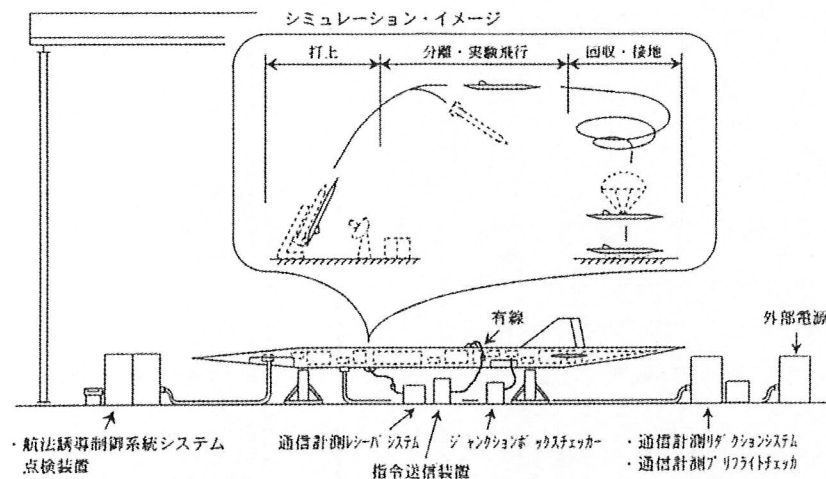 シミュレーション・イメージ
打上
分離・実験飛行
回収・接地
有線
外部電源
・航法誘導制御系統システム
点検装置
通信計測ﾚｼｰﾊﾞｼｽﾃﾑ
指令送信装置
ｼﾞｬﾝｸｼｮﾝﾎﾞｯｸｽﾁｪｯｶｰ
・通信計測ﾘﾀﾞｸｼｮﾝｼｽﾃﾑ
・通信計測ﾌﾟﾘﾌﾗｲﾄﾁｪｯｶ